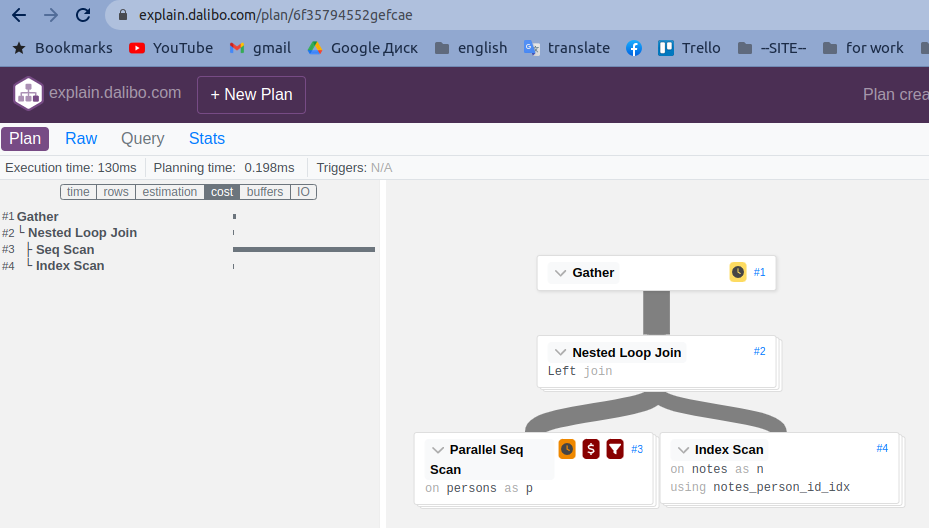 explain.dalibo.com/plan/6f35794552gefcae
Bookmarks YouTube gmail Google Диск english translate Trello --SITE-- for work
explain.dalibo.com + New Plan Plan crea
Plan Raw Query Stats
Execution time: 130ms Planning time: 0.198ms Triggers: N/A
time rows estimation cost buffers IO
#1 Gather
#2 └ Nested Loop Join
#3 ├ Seq Scan
#4 └ Index Scan
Gather #1
Nested Loop Join #2
Left join
Parallel Seq Scan $ #3
on persons as p
Index Scan #4
on notes as n
using notes_person_id_idx